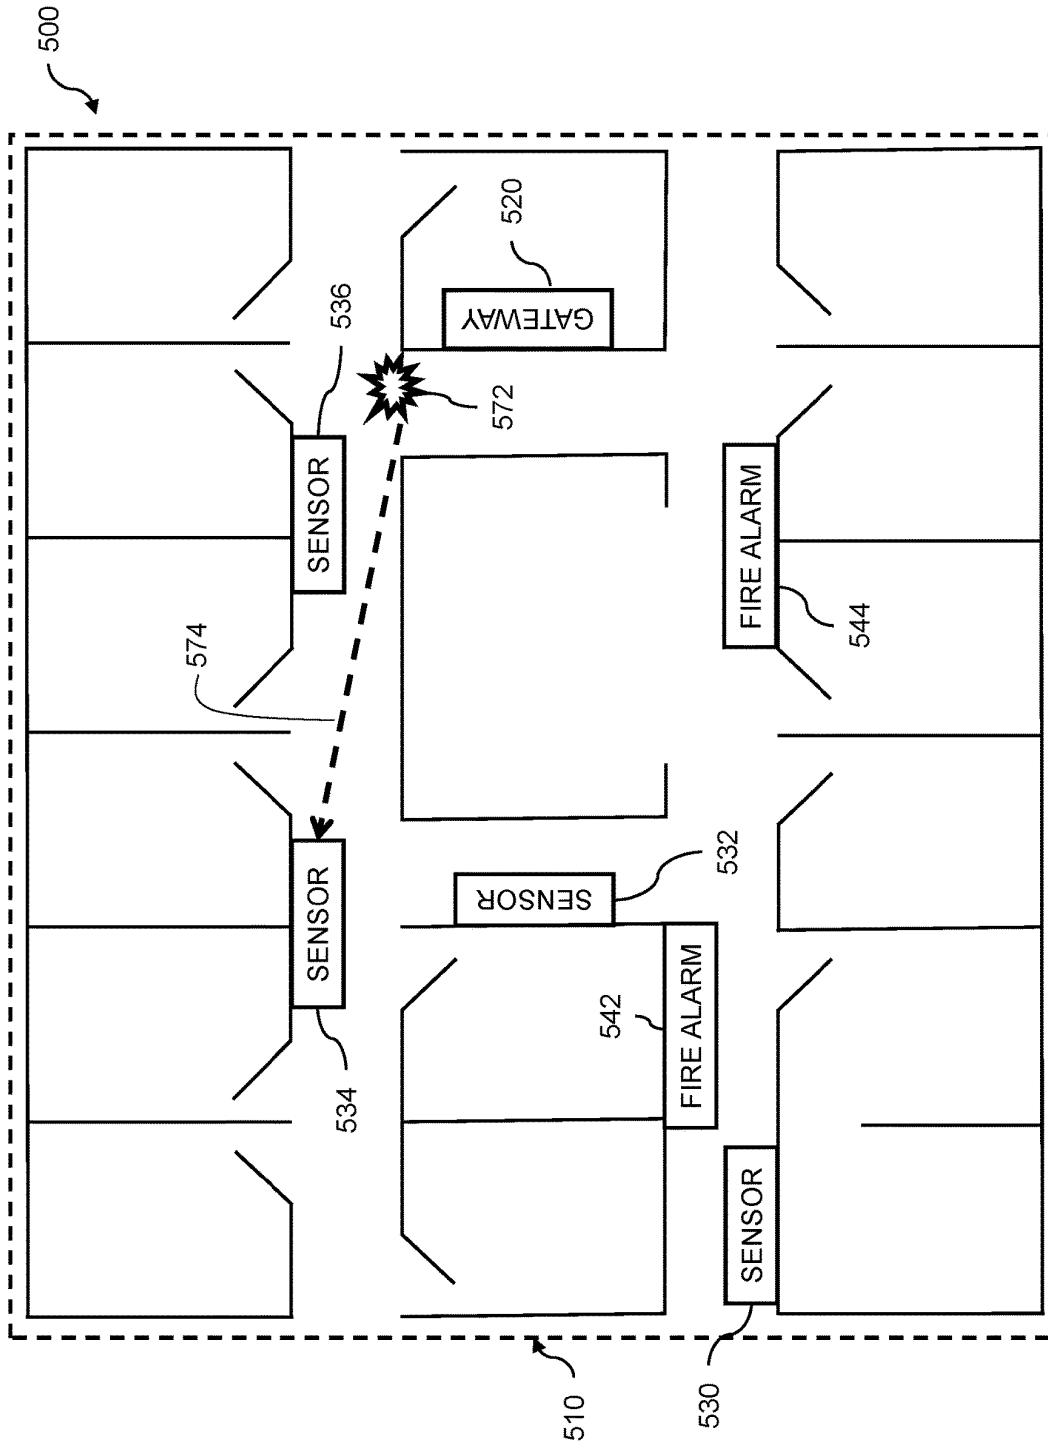 500
574
SENSOR
SENSOR
534
536
572
520
SENSOR
GATEWAY
510
542
FIRE ALARM
530
532
SENSOR
FIRE ALARM
544